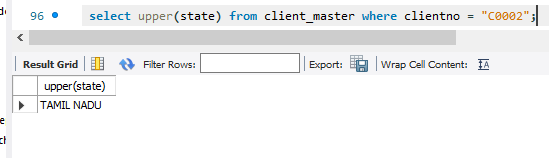 96 select upper(state) from client_master where clientno = "C0002";
Result Grid Filter Rows: Export: Wrap Cell Content:
upper(state)
TAMIL NADU